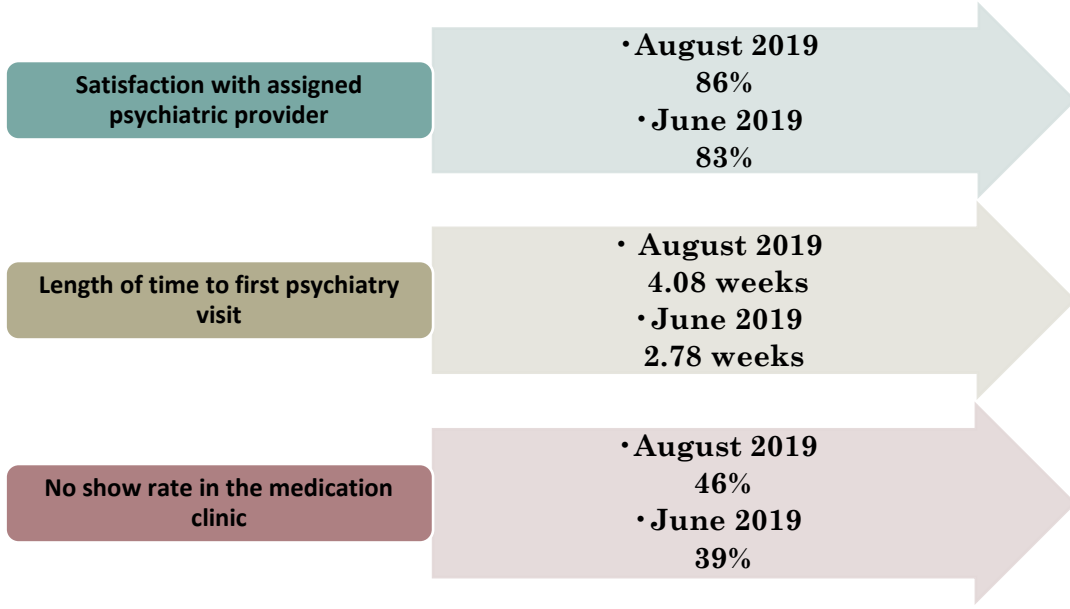 Satisfaction with assigned
psychiatric provider
·August 2019
86%
·June 2019
83%
Length of time to first psychiatry
visit
· August 2019
4.08 weeks
·June 2019
2.78 weeks
No show rate in the medication
clinic
·August 2019
46%
·June 2019
39%